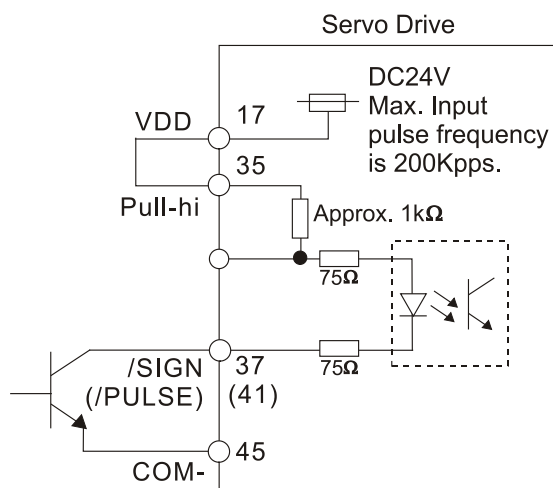 Servo Drive
DC24V
Max. Input
pulse frequency
is 200Kpps.
VDD
17
35
Pull-hi
Approx. 1kΩ
75Ω
/SIGN
(/PULSE)
37
(41)
75Ω
COM-
45